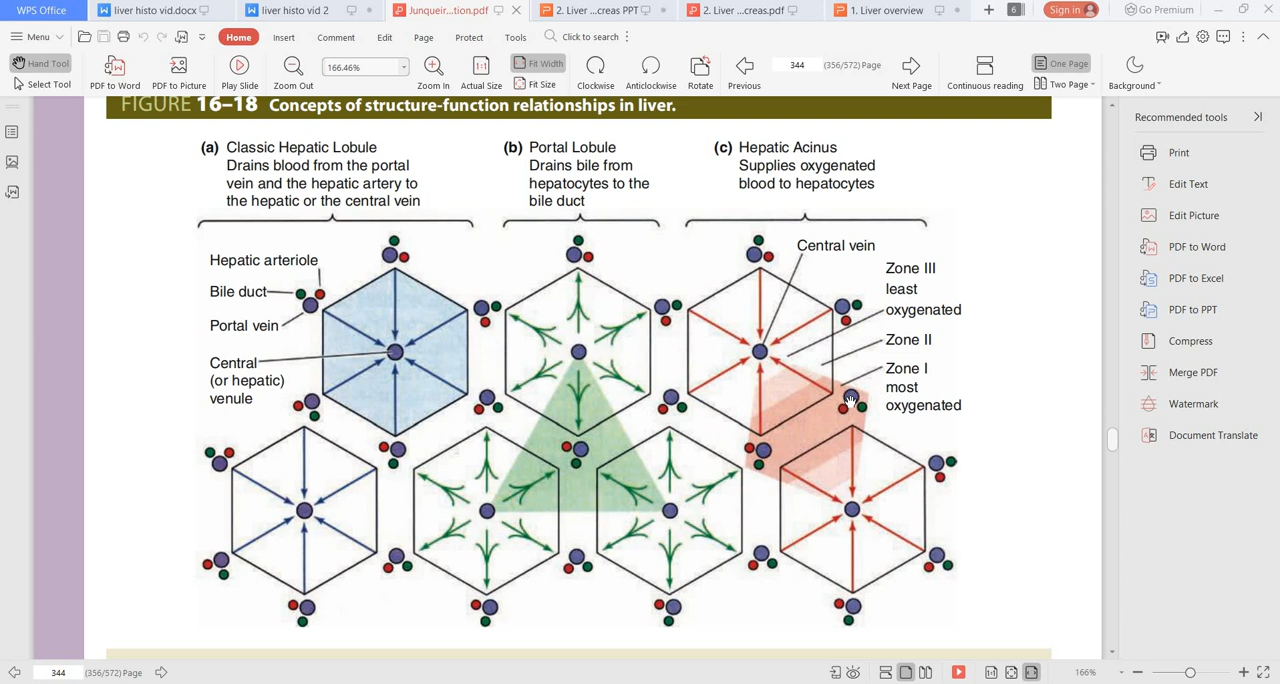 WPS Office
liver histo vid.docx
liver histo vid 2
Junqueir...tion.pdf
2. Liver ...creas PPT
2. Liver ...creas.pdf
1. Liver overview
6
Sign in
Go Premium
Menu
Home
Insert
Comment
Edit
Page
Protect
Tools
Click to search
Hand Tool
Select Tool
PDF to Word
PDF to Picture
Play Slide
Zoom Out
166.46%
Zoom In
1:1
Actual Size
Fit Width
Fit Size
Clockwise
Anticlockwise
Rotate
Previous
344
(356/572)Page
Next Page
Continuous reading
One Page
Two Page
Background
FIGURE 16–18 Concepts of structure-function relationships in liver.
(a) Classic Hepatic Lobule
Drains blood from the portal
vein and the hepatic artery to
the hepatic or the central vein
(b) Portal Lobule
Drains bile from
hepatocytes to the
bile duct
(c) Hepatic Acinus
Supplies oxygenated
blood to hepatocytes
Hepatic arteriole
Bile duct
Portal vein
Central
(or hepatic)
venule
Central vein
Zone III
least
oxygenated
Zone II
Zone I
most
oxygenated
Recommended tools
Print
Edit Text
Edit Picture
PDF to Word
PDF to Excel
PDF to PPT
Compress
Merge PDF
Watermark
Document Translate
344
(356/572)Page
166%